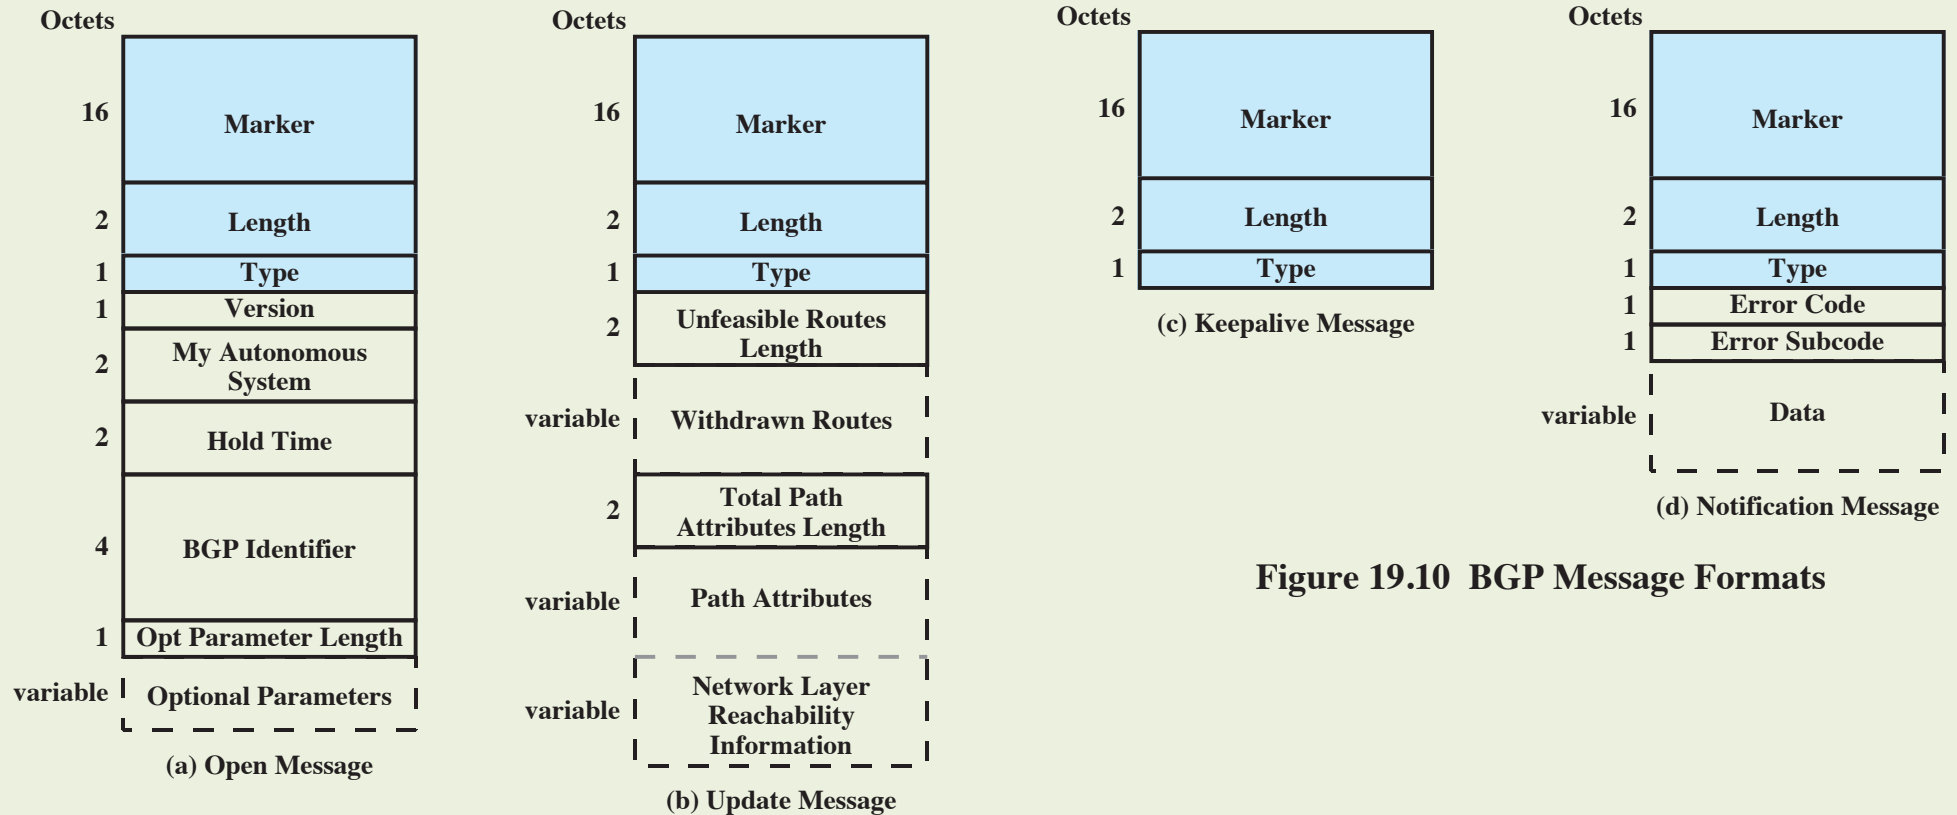 Octets
16
Marker
2
Length
1
Type
1
Version
2
My Autonomous
System
2
Hold Time
4
BGP Identifier
1
Opt Parameter Length
variable
Optional Parameters
(a) Open Message
Octets
16
Marker
2
Length
1
Type
2
Unfeasible Routes
Length
variable
Withdrawn Routes
2
Total Path
Attributes Length
variable
Path Attributes
variable
Network Layer
Reachability
Information
(b) Update Message
Octets
16
Marker
2
Length
1
Type
(c) Keepalive Message
Octets
16
Marker
2
Length
1
Type
1
Error Code
1
Error Subcode
variable
Data
(d) Notification Message
Figure 19.10 BGP Message Formats